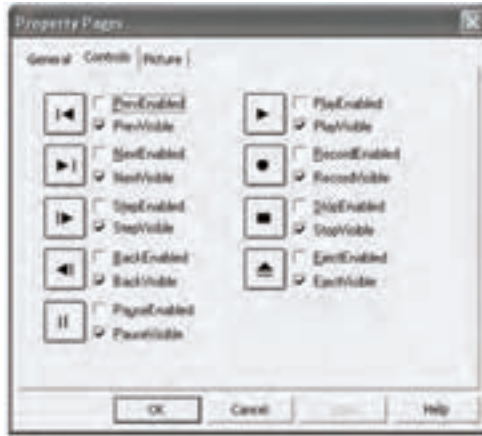 Property Pages
General Controls Picture
PrevEnabled
PrevVisible
NextEnabled
NextVisible
StepEnabled
StepVisible
BackEnabled
BackVisible
PauseEnabled
PauseVisible
PlayEnabled
PlayVisible
RecordEnabled
RecordVisible
StopEnabled
StopVisible
EjectEnabled
EjectVisible
OK Cancel Help